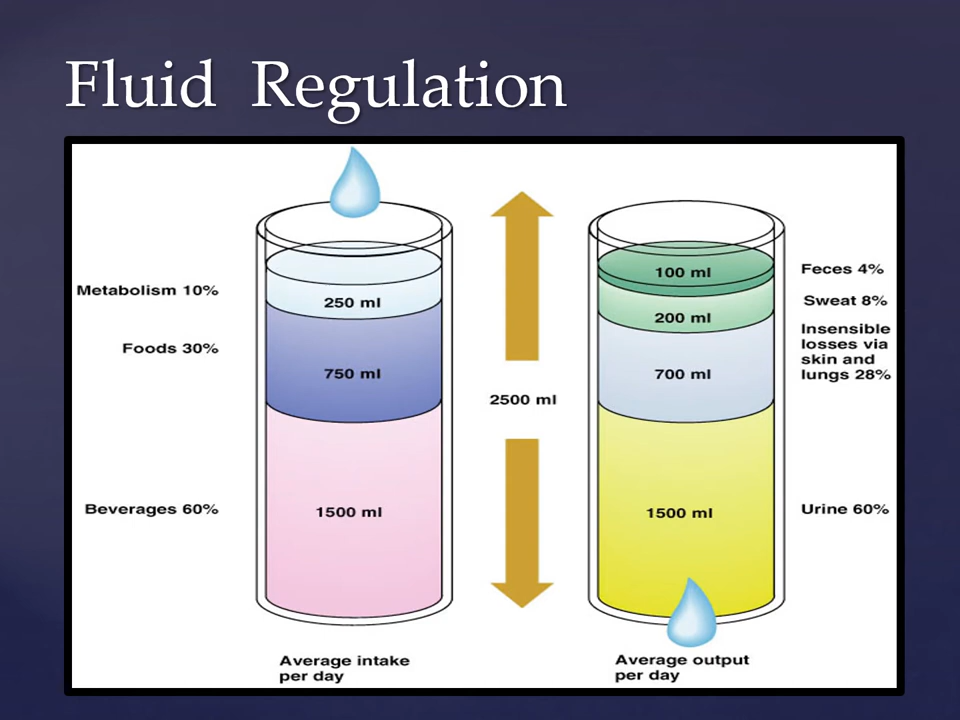 Fluid Regulation
Metabolism 10%
250 ml
Foods 30%
750 ml
Beverages 60%
1500 ml
Average intake
per day
2500 ml
100 ml
Feces 4%
200 ml
Sweat 8%
700 ml
Insensible
losses via
skin and
lungs 28%
1500 ml
Urine 60%
Average output
per day